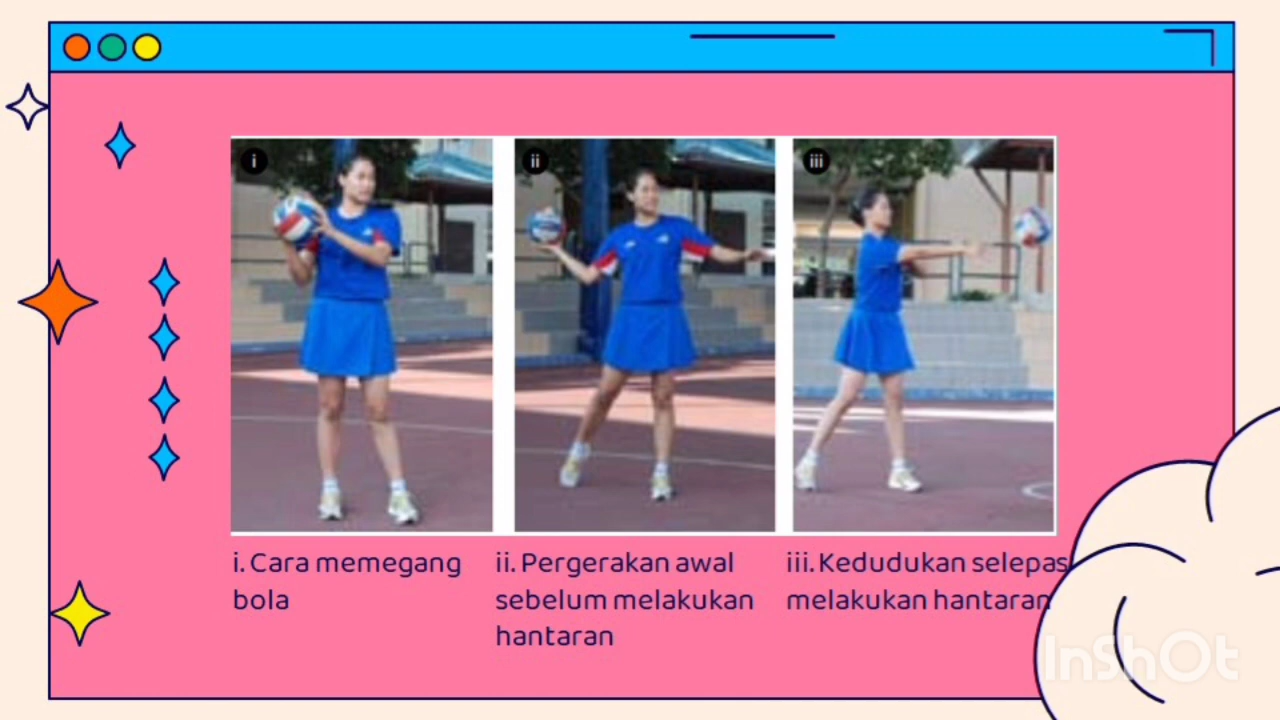 i
ii
iii
i. Cara memegang
bola
ii. Pergerakan awal
sebelum melakukan
hantaran
iii. Kedudukan selepas
melakukan hantaran
InShOt